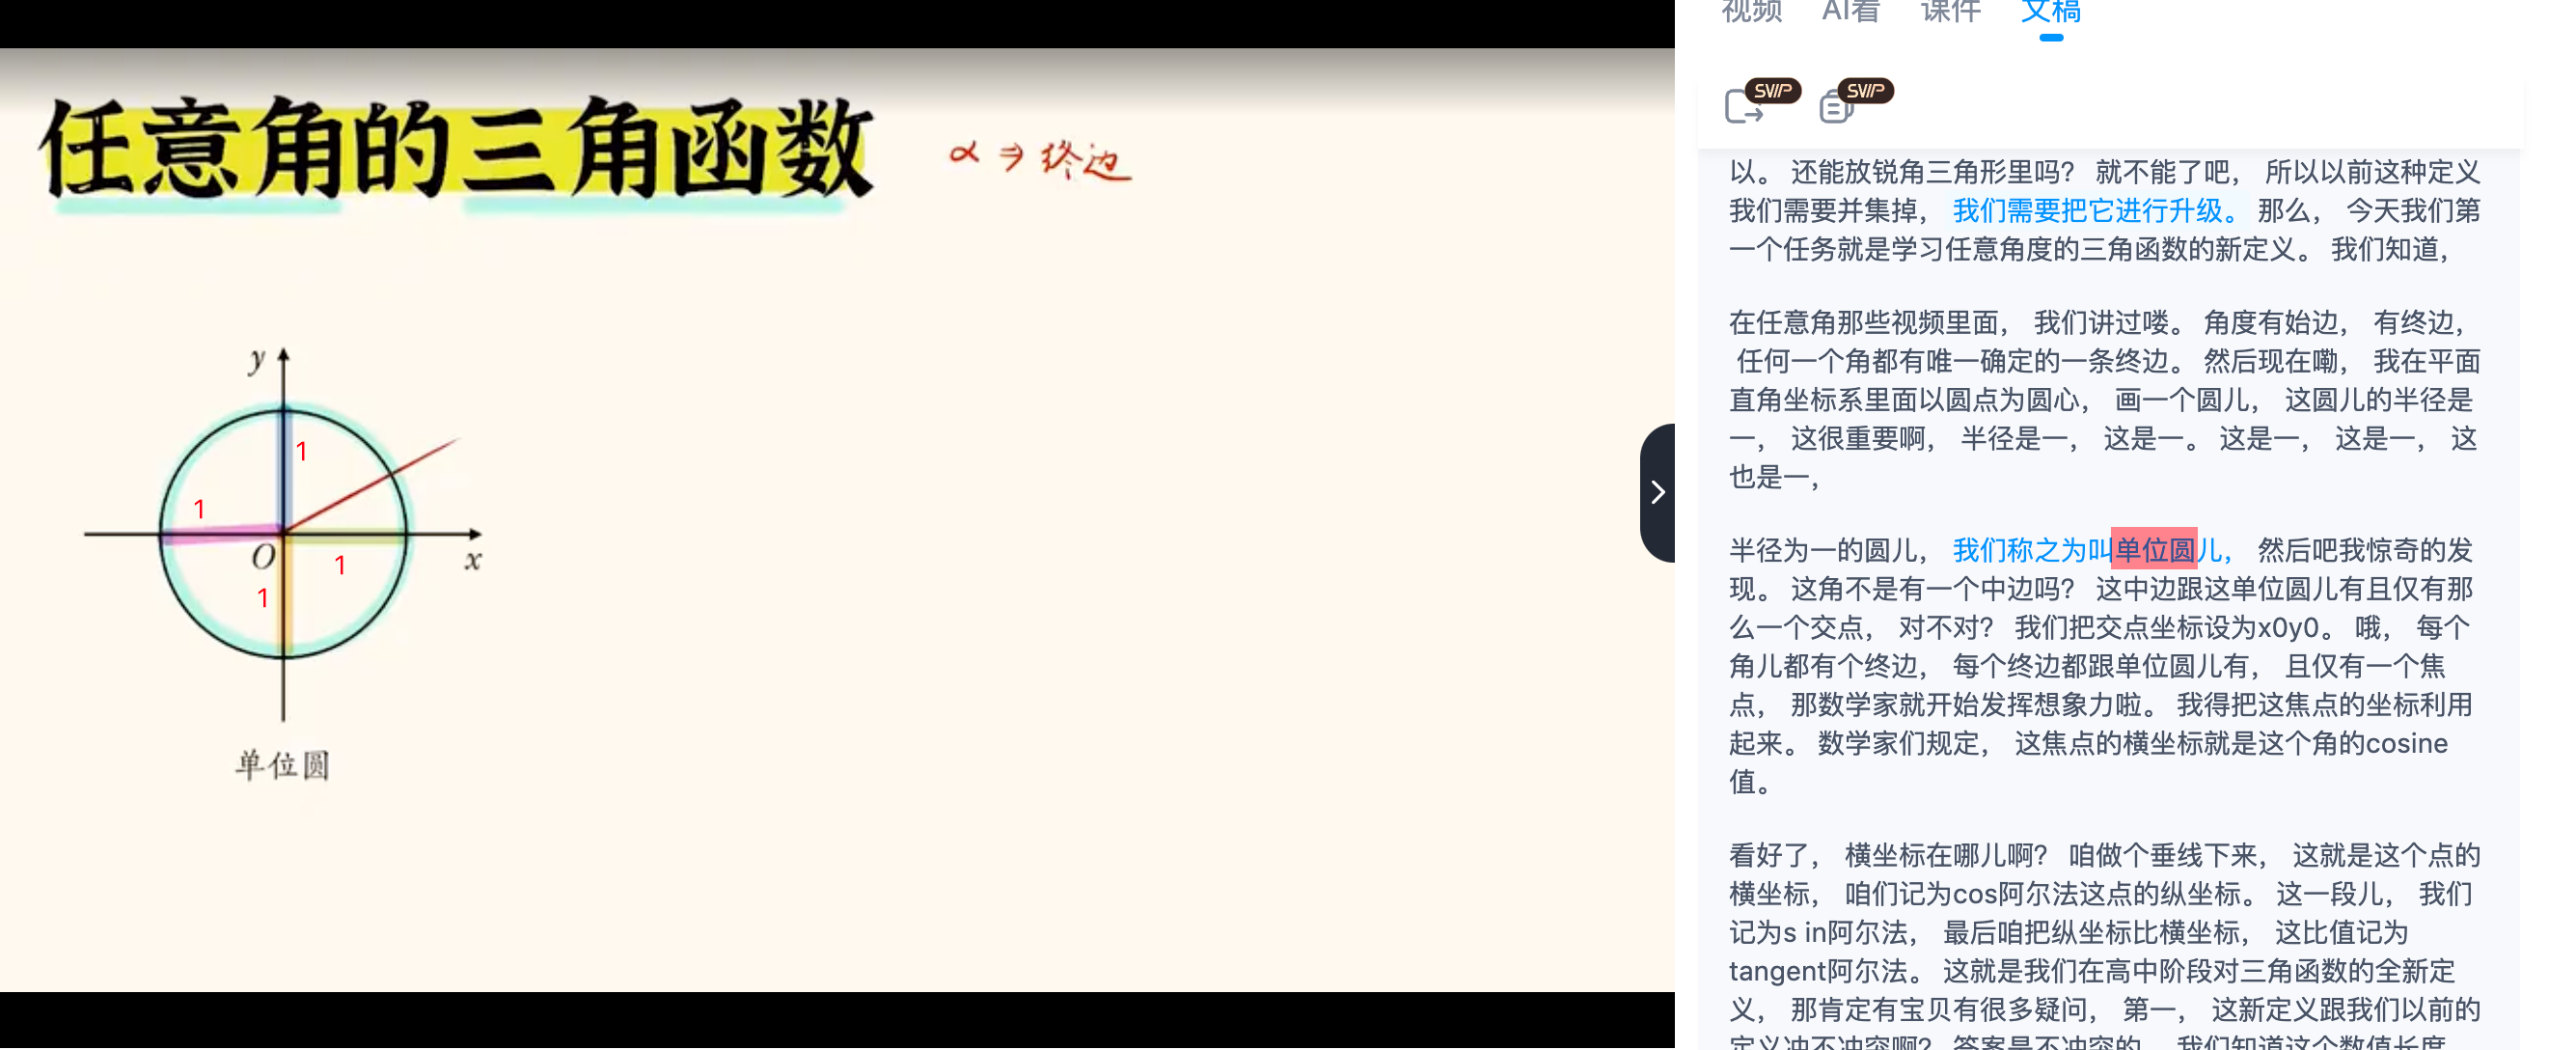 任意角的三角函数
α ⇒ 终边
y
1
1
O
x
1
1
单位圆
视频 AI看 课件 文稿
SVIP SVIP
以。 还能放锐角三角形里吗? 就不能了吧, 所以以前这种定义
我们需要并集掉, 我们需要把它进行升级。 那么, 今天我们第
一个任务就是学习任意角度的三角函数的新定义。 我们知道,
在任意角那些视频里面, 我们讲过喽。 角度有始边, 有终边,
任何一个角都有唯一确定的一条终边。 然后现在嘞, 我在平面
直角坐标系里面以圆点为圆心, 画一个圆儿, 这圆儿的半径是
一, 这很重要啊, 半径是一, 这是一。 这是一, 这是一, 这
也是一,
半径为一的圆儿, 我们称之为叫单位圆儿, 然后吧我惊奇的发
现。 这角不是有一个中边吗? 这中边跟这单位圆儿有且仅有那
么一个交点, 对不对? 我们把交点坐标设为x0y0。 哦, 每个
角儿都有个终边, 每个终边都跟单位圆儿有, 且仅有一个焦
点, 那数学家就开始发挥想象力啦。 我得把这焦点的坐标利用
起来。 数学家们规定, 这焦点的横坐标就是这个角的cosine
值。
看好了, 横坐标在哪儿啊? 咱做个垂线下来, 这就是这个点的
横坐标, 咱们记为cos阿尔法这点的纵坐标。 这一段儿, 我们
记为s in阿尔法, 最后咱把纵坐标比横坐标, 这比值记为
tangent阿尔法。 这就是我们在高中阶段对三角函数的全新定
义, 那肯定有宝贝有很多疑问, 第一, 这新定义跟我们以前的
定义冲不冲突啊? 答案是不冲突的, 我们知道这个数值长度